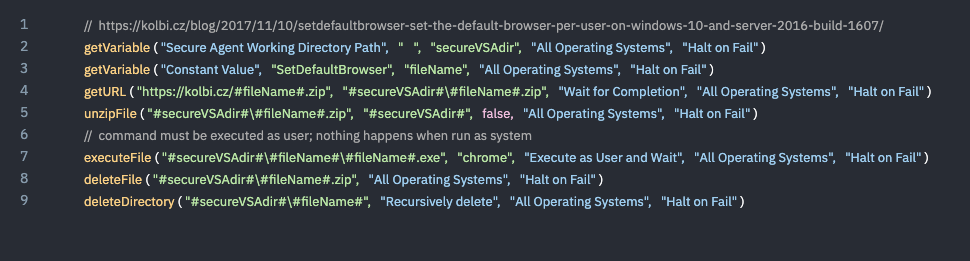 1 // https://kolbi.cz/blog/2017/11/10/setdefaultbrowser-set-the-default-browser-per-user-on-windows-10-and-server-2016-build-1607/
2 getVariable ("Secure Agent Working Directory Path", " ", "secureVSAdir", "All Operating Systems", "Halt on Fail")
3 getVariable ("Constant Value", "SetDefaultBrowser", "fileName", "All Operating Systems", "Halt on Fail")
4 getURL ("https://kolbi.cz/#fileName#.zip", "#secureVSAdir#\#fileName#.zip", "Wait for Completion", "All Operating Systems", "Halt on Fail")
5 unzipFile ("#secureVSAdir#\#fileName#.zip", "#secureVSAdir#\#fileName#", false, "All Operating Systems", "Halt on Fail")
6 // command must be executed as user; nothing happens when run as system
7 executeFile ("#secureVSAdir#\#fileName#\#fileName#.exe", "chrome", "Execute as User and Wait", "All Operating Systems", "Halt on Fail")
8 deleteFile ("#secureVSAdir#\#fileName#.zip", "All Operating Systems", "Halt on Fail")
9 deleteDirectory ("#secureVSAdir#\#fileName#", "Recursively delete", "All Operating Systems", "Halt on Fail")